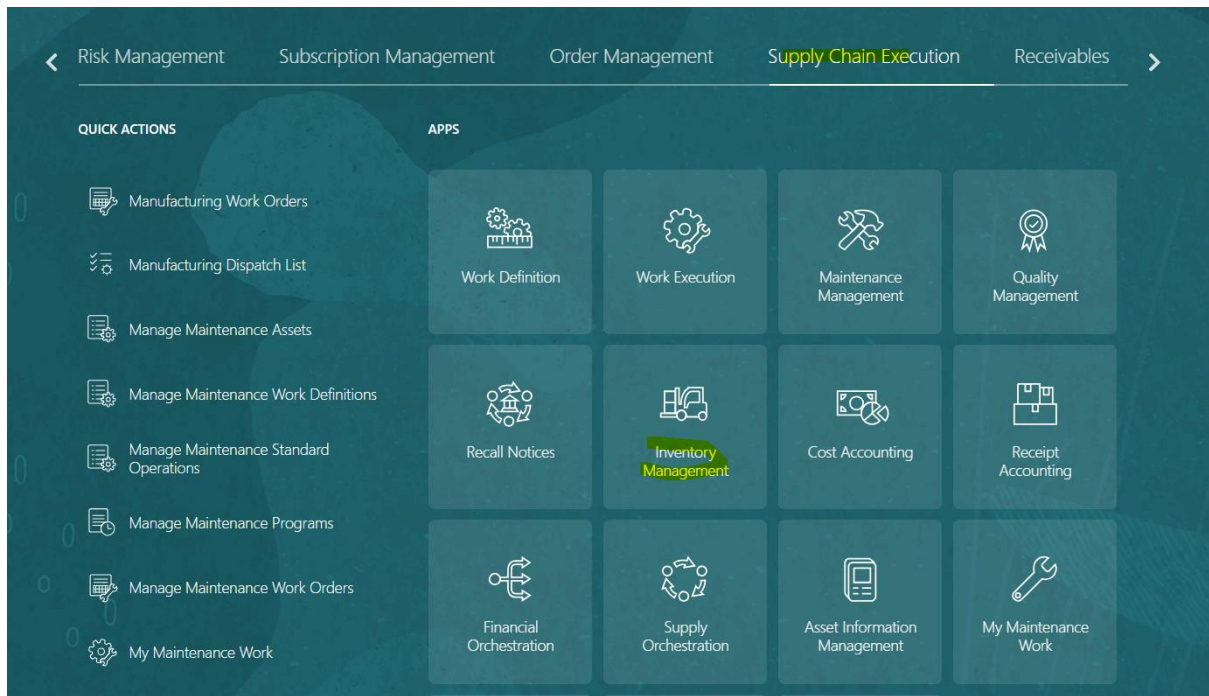 Risk Management
Subscription Management
Order Management
Supply Chain Execution
Receivables
QUICK ACTIONS
Manufacturing Work Orders
Manufacturing Dispatch List
Manage Maintenance Assets
Manage Maintenance Work Definitions
Manage Maintenance Standard
Operations
Manage Maintenance Programs
Manage Maintenance Work Orders
My Maintenance Work
APPS
Work Definition
Work Execution
Maintenance
Management
Quality
Management
Recall Notices
Inventory
Management
Cost Accounting
Receipt
Accounting
Financial
Orchestration
Supply
Orchestration
Asset Information
Management
My Maintenance
Work